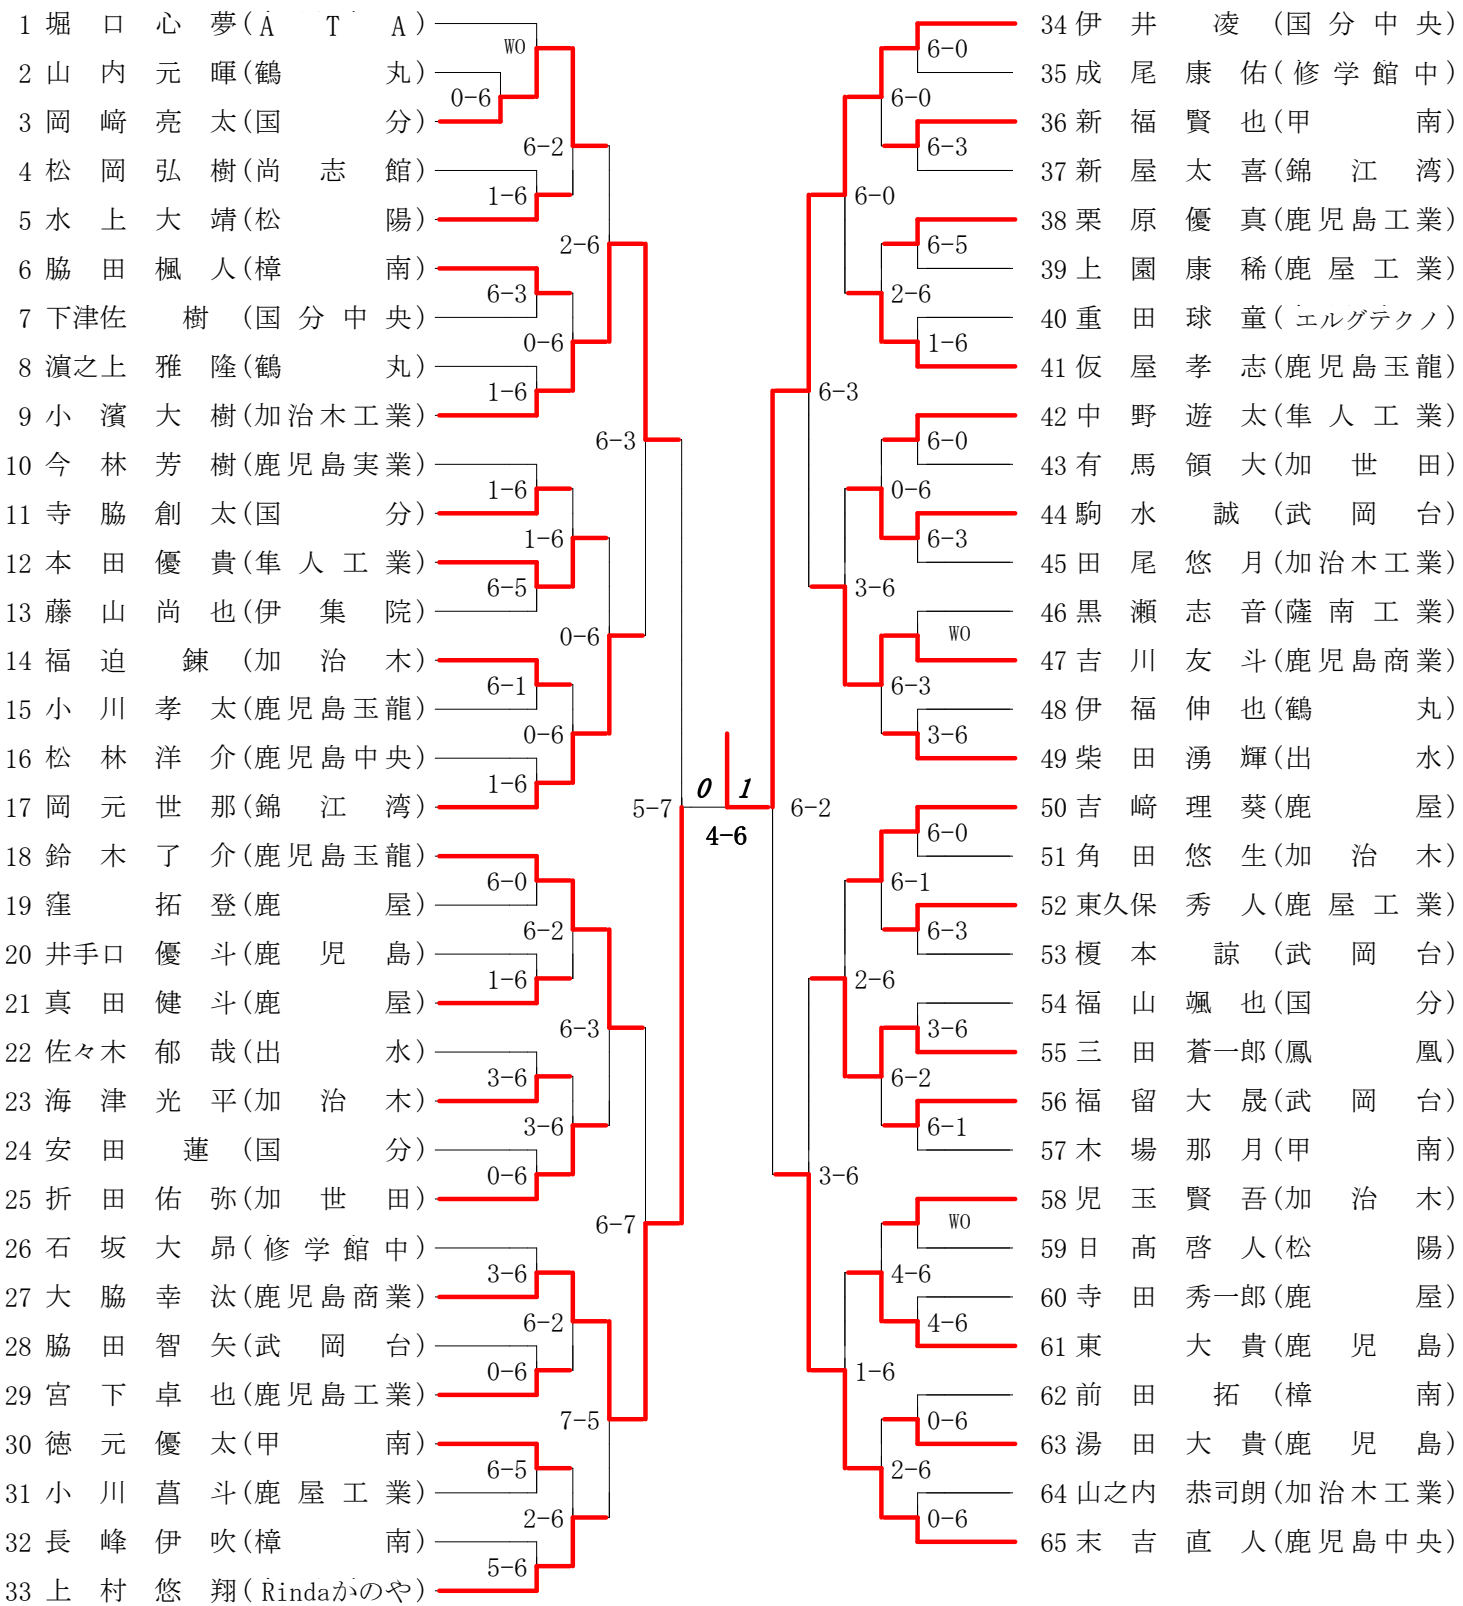 1 堀口心夢(ATA)
2 山内元暉(鶴丸)
3 岡﨑亮太(国分)
4 松岡弘樹(尚志館)
5 水上大靖(松陽)
6 脇田楓人(樟南)
7 下津佐樹(国分中央)
8 濵之上雅隆(鶴丸)
9 小濱大樹(加治木工業)
10 今林芳樹(鹿児島実業)
11 寺脇創太(国分)
12 本田優貴(隼人工業)
13 藤山尚也(伊集院)
14 福迫錬(加治木)
15 小川孝太(鹿児島玉龍)
16 松林洋介(鹿児島中央)
17 岡元世那(錦江湾)
18 鈴木了介(鹿児島玉龍)
19 窪拓登(鹿屋)
20 井手口優斗(鹿児島)
21 真田健斗(鹿屋)
22 佐々木郁哉(出水)
23 海津光平(加治木)
24 安田蓮(国分)
25 折田佑弥(加世田)
26 石坂大昴(修学館中)
27 大脇幸汰(鹿児島商業)
28 脇田智矢(武岡台)
29 宮下卓也(鹿児島工業)
30 徳元優太(甲南)
31 小川菖斗(鹿屋工業)
32 長峰伊吹(樟南)
33 上村悠翔(Rindaかのや)
WO
0-6
6-2
1-6
2-6
6-3
0-6
1-6
6-3
1-6
1-6
6-5
0-6
6-1
0-6
1-6
5-7
6-0
6-2
1-6
6-3
3-6
3-6
0-6
6-7
3-6
6-2
0-6
7-5
6-5
2-6
5-6
0 1
4-6
34 伊井凌(国分中央)
35 成尾康佑(修学館中)
36 新福賢也(甲南)
37 新屋太喜(錦江湾)
38 栗原優真(鹿児島工業)
39 上園康稀(鹿屋工業)
40 重田球童(エルグテクノ)
41 仮屋孝志(鹿児島玉龍)
42 中野遊太(隼人工業)
43 有馬領大(加世田)
44 駒水誠(武岡台)
45 田尾悠月(加治木工業)
46 黒瀬志音(薩南工業)
47 吉川友斗(鹿児島商業)
48 伊福伸也(鶴丸)
49 柴田湧輝(出水)
50 吉﨑理葵(鹿屋)
51 角田悠生(加治木)
52 東久保秀人(鹿屋工業)
53 榎本諒(武岡台)
54 福山颯也(国分)
55 三田蒼一郎(鳳凰)
56 福留大晟(武岡台)
57 木場那月(甲南)
58 児玉賢吾(加治木)
59 日髙啓人(松陽)
60 寺田秀一郎(鹿屋)
61 東大貴(鹿児島)
62 前田拓(樟南)
63 湯田大貴(鹿児島)
64 山之内恭司朗(加治木工業)
65 末吉直人(鹿児島中央)
6-0
6-0
6-3
6-0
6-5
2-6
1-6
6-3
6-0
0-6
6-3
3-6
WO
6-3
3-6
6-2
6-0
6-1
6-3
2-6
3-6
6-2
6-1
3-6
WO
4-6
4-6
1-6
0-6
2-6
0-6